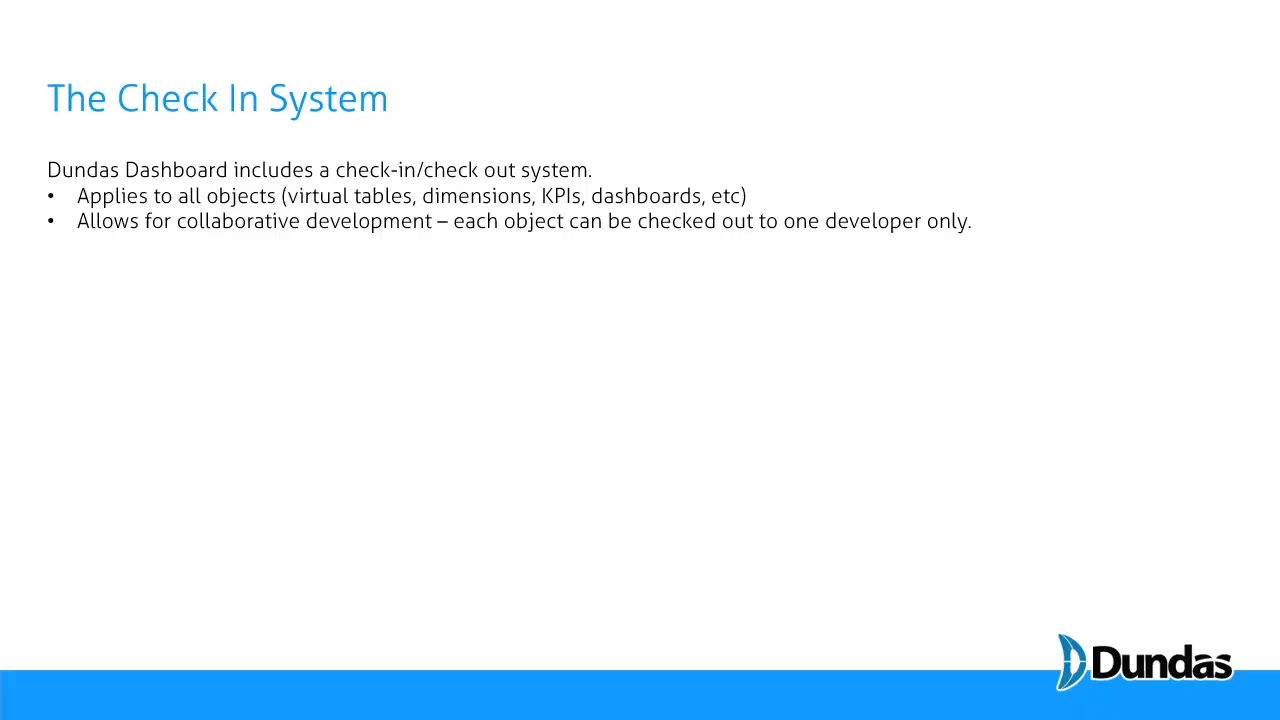 The Check In System
Dundas Dashboard includes a check-in/check out system.
• Applies to all objects (virtual tables, dimensions, KPIs, dashboards, etc)
• Allows for collaborative development – each object can be checked out to one developer only.
Dundas